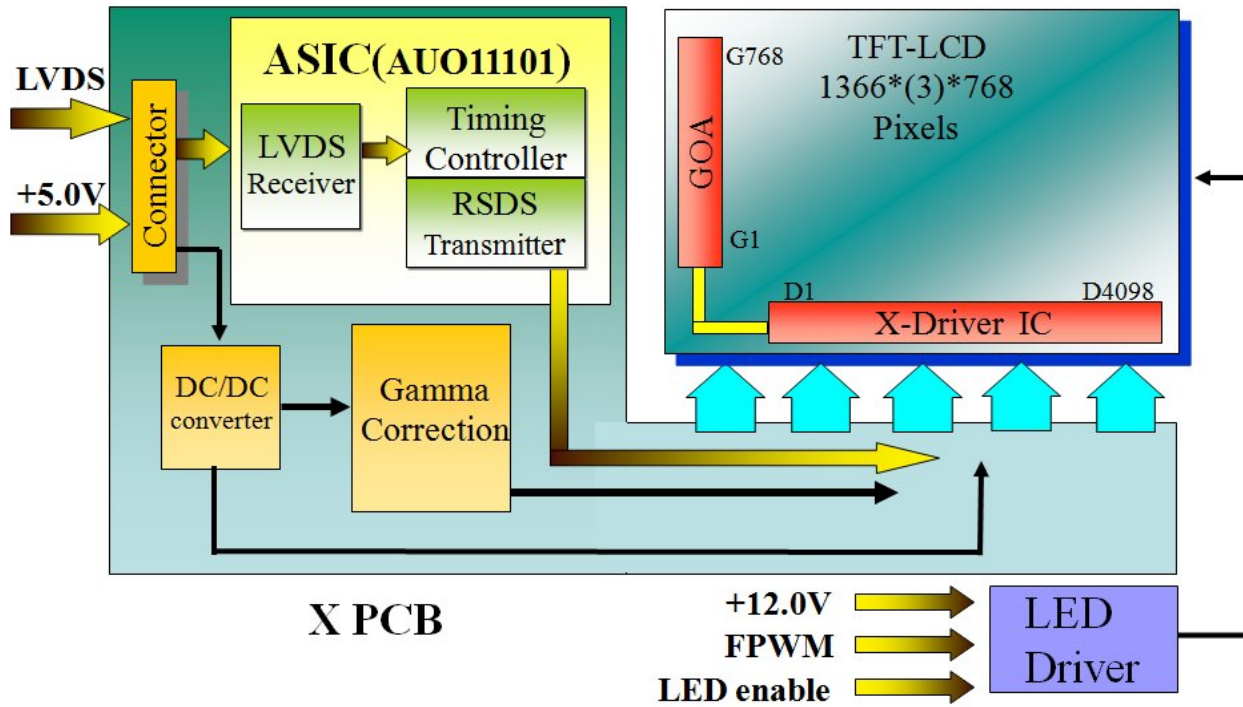 LVDS
+5.0V
Connector
ASIC(AUO11101)
LVDS
Receiver
Timing
Controller
RSDS
Transmitter
DC/DC
converter
Gamma
Correction
X PCB
TFT-LCD
1366*(3)*768
Pixels
G768
GOA
G1
D1
D4098
X-Driver IC
+12.0V
FPWM
LED enable
LED
Driver